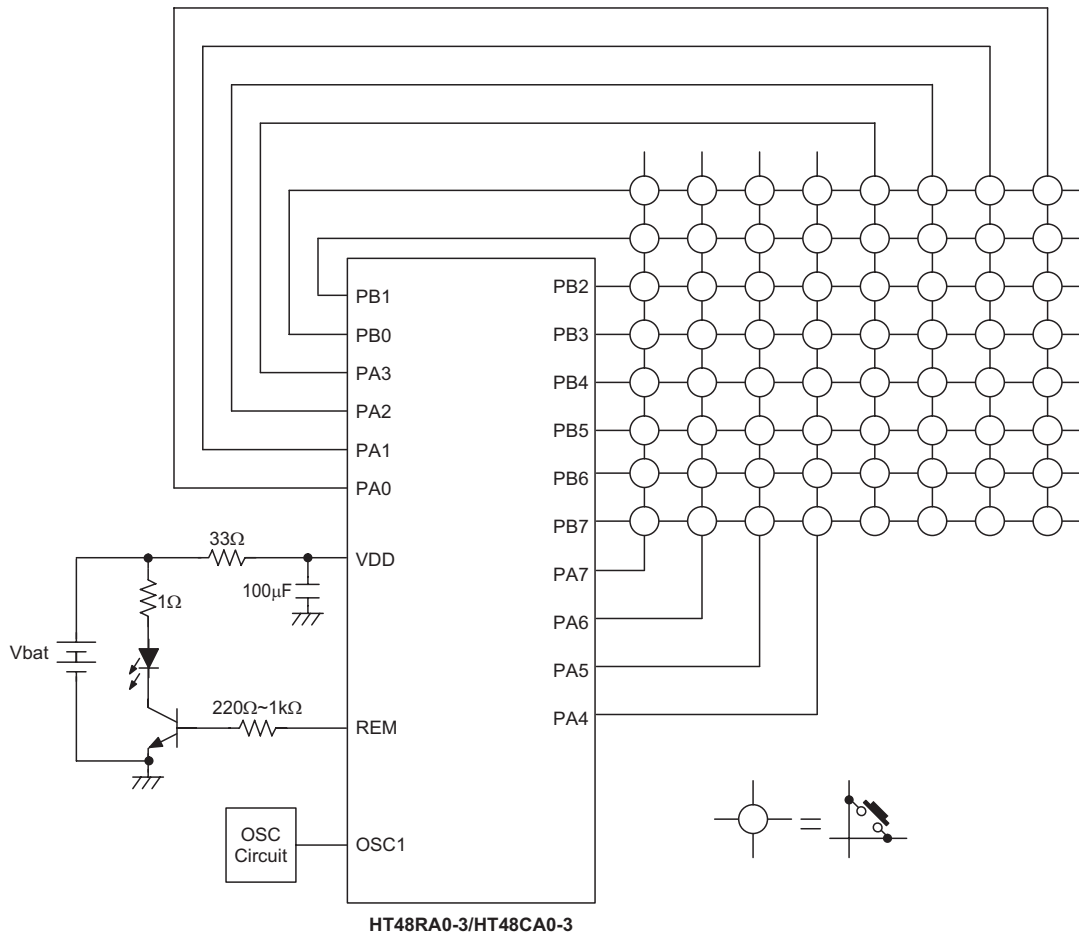 PB1
PB0
PA3
PA2
PA1
PA0
VDD
REM
OSC1
PB2
PB3
PB4
PB5
PB6
PB7
PA7
PA6
PA5
PA4
33Ω
100μF
1Ω
Vbat
220Ω~1kΩ
OSC
Circuit
HT48RA0-3/HT48CA0-3